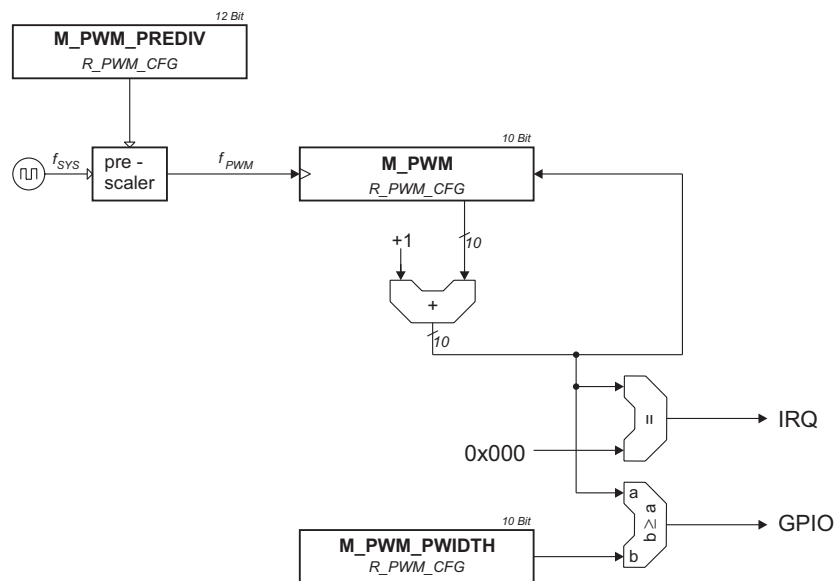 12 Bit
M_PWM_PREDIV
R_PWM_CFG
f_SYS
pre -
scaler
f_PWM
10 Bit
M_PWM
R_PWM_CFG
+1
10
+
10
=
IRQ
0x000
a
b ≥ a
b
GPIO
10 Bit
M_PWM_PWIDTH
R_PWM_CFG